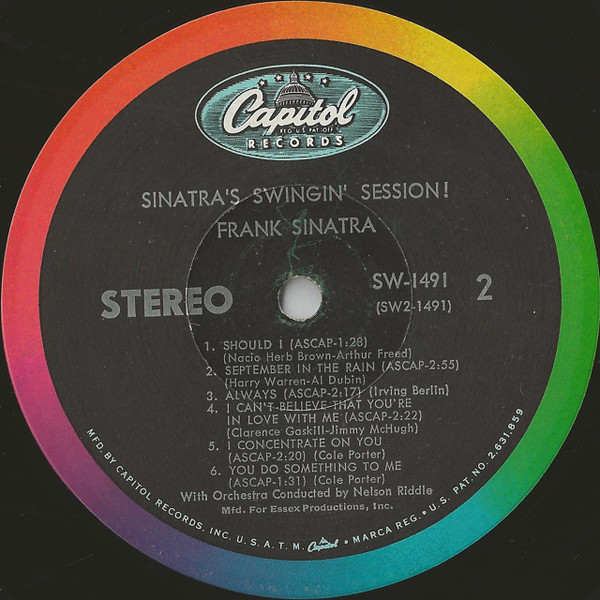 Capitol
REG. U.S. PAT. OFF.
RECORDS
SINATRA'S SWINGIN' SESSION!
FRANK SINATRA
STEREO
SW-1491
(SW2-1491)
2
1. SHOULD I (ASCAP-1:28)
(Nacio Herb Brown-Arthur Freed)
2. SEPTEMBER IN THE RAIN (ASCAP-2:55)
(Harry Warren-Al Dubin)
3. ALWAYS (ASCAP-2:17) (Irving Berlin)
4. I CAN'T BELIEVE THAT YOU'RE
IN LOVE WITH ME (ASCAP-2:22)
(Clarence Gaskill-Jimmy McHugh)
5. I CONCENTRATE ON YOU
(ASCAP-2:20) (Cole Porter)
6. YOU DO SOMETHING TO ME
(ASCAP-1:31) (Cole Porter)
With Orchestra Conducted by Nelson Riddle
Mfd. For Essex Productions, Inc.
MFD. BY CAPITOL RECORDS, INC. U.S.A. T.M. Capitol • MARCA REG. • U.S. PAT. NO. 2,631,859